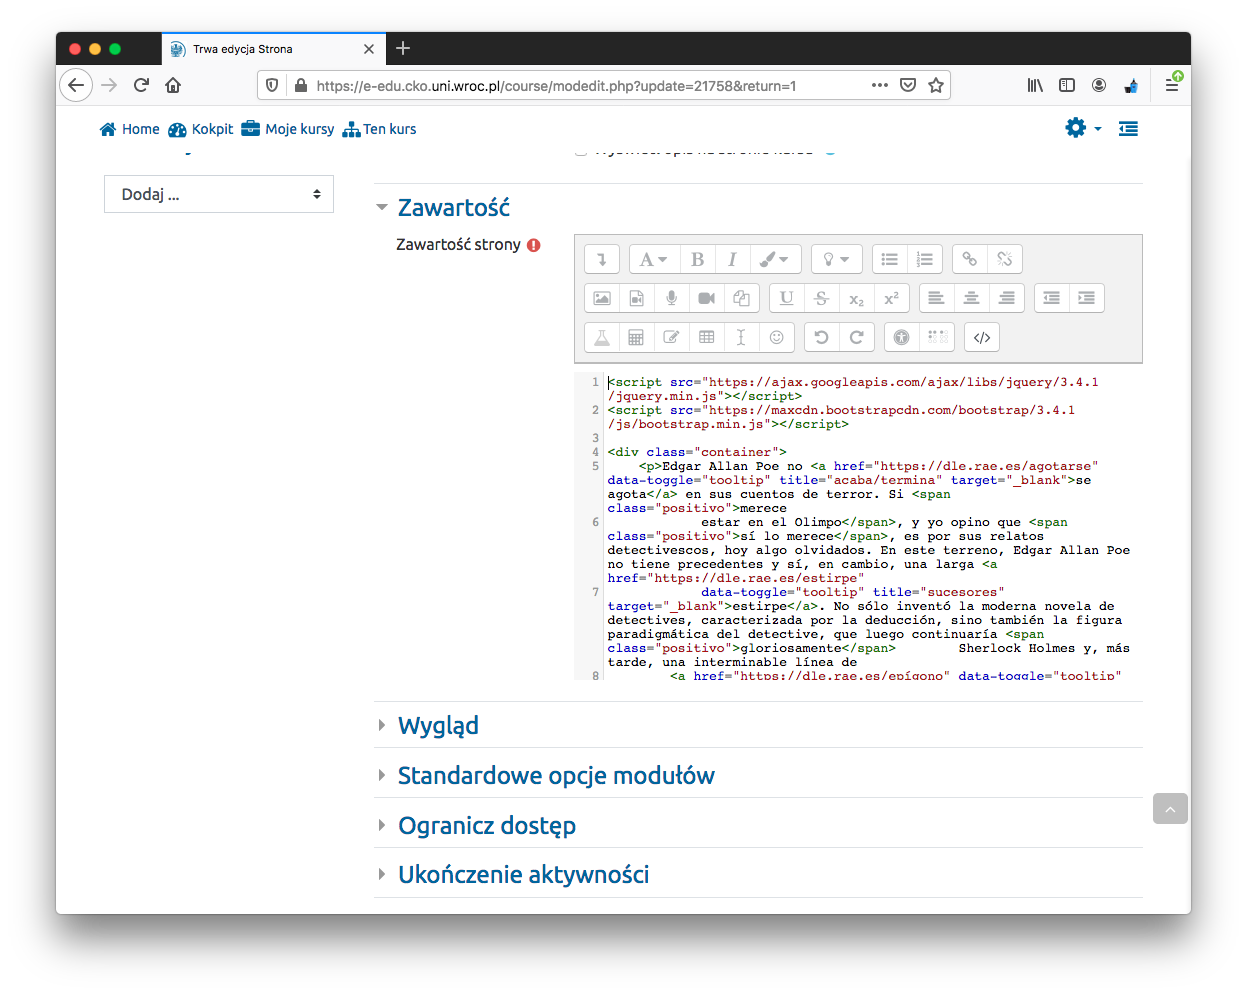 Trwa edycja Strona
https://e-edu.cko.uni.wroc.pl/course/modedit.php?update=21758&return=1
Home Kokpit Moje kursy Ten kurs
Dodaj ...
Zawartość
Zawartość strony
1 <script src="https://ajax.googleapis.com/ajax/libs/jquery/3.4.1
/jquery.min.js"></script>
2 <script src="https://maxcdn.bootstrapcdn.com/bootstrap/3.4.1
/js/bootstrap.min.js"></script>
3
4 <div class="container">
5 <p>Edgar Allan Poe no <a href="https://dle.rae.es/agotarse"
data-toggle="tooltip" title="acaba/termina" target="_blank">se
agota</a> en sus cuentos de terror. Si <span
class="positivo">merece
6 estar en el Olimpo</span>, y yo opino que <span
class="positivo">sí lo merece</span>, es por sus relatos
detectivescos, hoy algo olvidados. En este terreno, Edgar Allan Poe
no tiene precedentes y sí, en cambio, una larga <a
href="https://dle.rae.es/estirpe"
7 data-toggle="tooltip" title="sucesores"
target="_blank">estirpe</a>. No sólo inventó la moderna novela de
detectives, caracterizada por la deducción, sino también la figura
paradigmática del detective, que luego continuaría <span
class="positivo">gloriosamente</span> Sherlock Holmes y, más
tarde, una interminable línea de
8 <a href="https://dle.rae.es/epígono" data-toggle="tooltip"
Wygląd
Standardowe opcje modułów
Ogranicz dostęp
Ukończenie aktywności